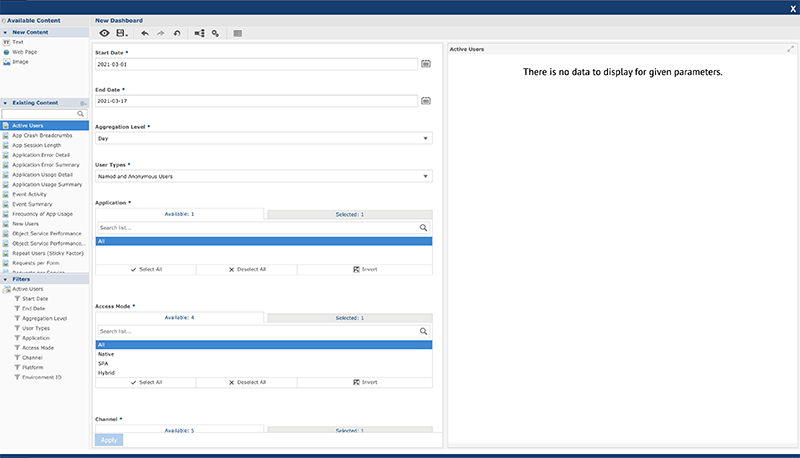 X
Available Content
New Dashboard
New Content
Text
Web Page
Image
Existing Content
Active Users
App Crash Breadcrumbs
App Session Length
Application Error Detail
Application Error Summary
Application Usage Detail
Application Usage Summary
Event Activity
Event Summary
Frequency of App Usage
New Users
Object Service Performance
Object Service Performance...
Repeat Users (Sticky Factor)
Requests per Form
Requests per Service
Filters
Active Users
Start Date
End Date
Aggregation Level
User Types
Application
Access Mode
Channel
Platform
Environment ID
Start Date *
2021-03-01
End Date *
2021-03-17
Aggregation Level *
Day
User Types *
Named and Anonymous Users
Application *
Available: 1 Selected: 1
Search list...
All
Select All Deselect All Invert
Access Mode *
Available: 4 Selected: 1
Search list...
All
Native
SPA
Hybrid
Select All Deselect All Invert
Channel *
Available: 5 Selected: 1
Apply
Active Users
There is no data to display for given parameters.